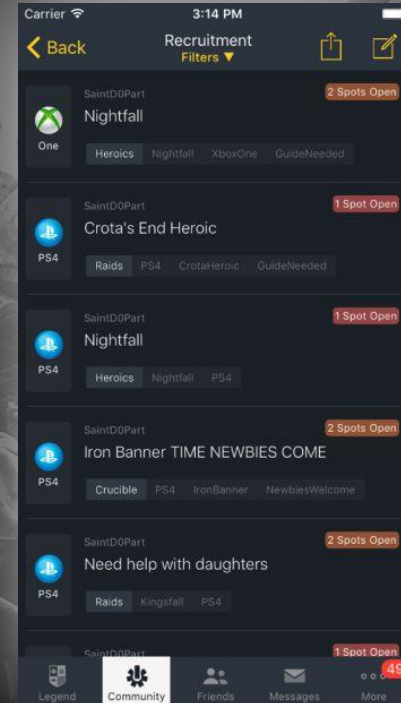 Carrier 3:14 PM
Back Recruitment
Filters ▼
SaintD0Part 2 Spots Open
Nightfall
One
Heroics Nightfall XboxOne GuideNeeded
SaintD0Part 1 Spot Open
Crota's End Heroic
PS4
Raids PS4 CrotaHeroic GuideNeeded
SaintD0Part 1 Spot Open
Nightfall
PS4
Heroics Nightfall PS4
SaintD0Part 2 Spots Open
Iron Banner TIME NEWBIES COME
PS4
Crucible PS4 IronBanner NewbiesWelcome
SaintD0Part 2 Spots Open
Need help with daughters
PS4
Raids Kingsfall PS4
SaintD0Part 1 Spot Open
49
Legend Community Friends Messages More